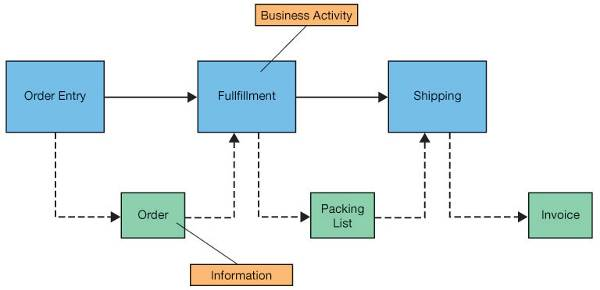 Business Activity
Order Entry
Fullfillment
Shipping
Order
Packing
List
Invoice
Information